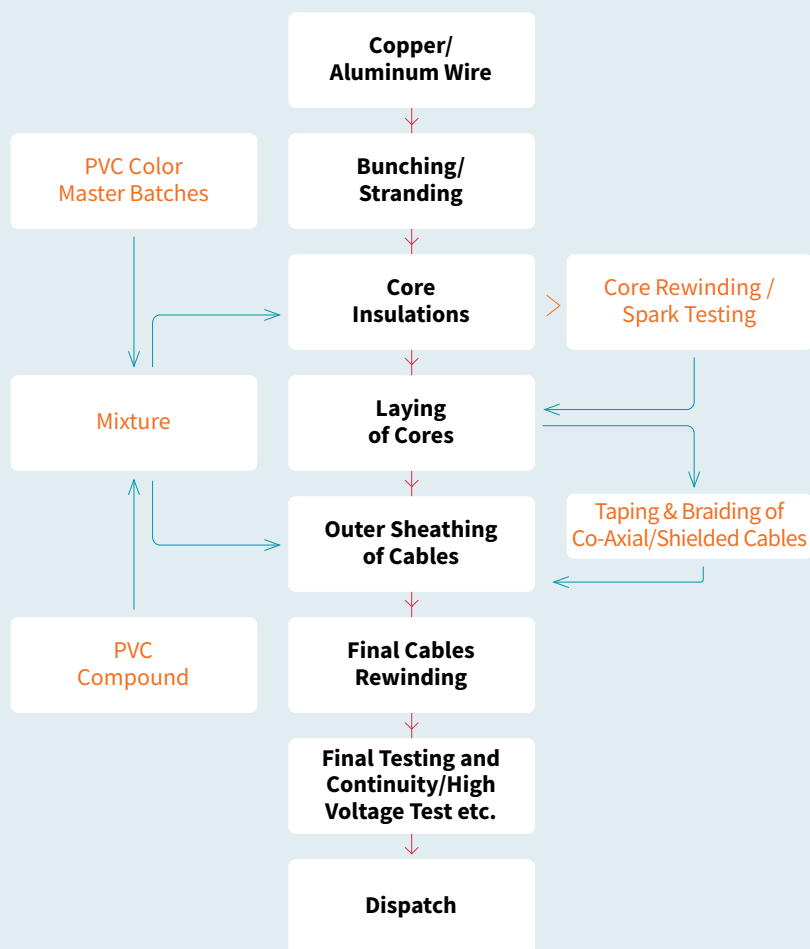 Copper/
Aluminum Wire
PVC Color
Master Batches
Bunching/
Stranding
Core
Insulations
Core Rewinding /
Spark Testing
Mixture
Laying
of Cores
Outer Sheathing
of Cables
Taping & Braiding of
Co-Axial/Shielded Cables
PVC
Compound
Final Cables
Rewinding
Final Testing and
Continuity/High
Voltage Test etc.
Dispatch